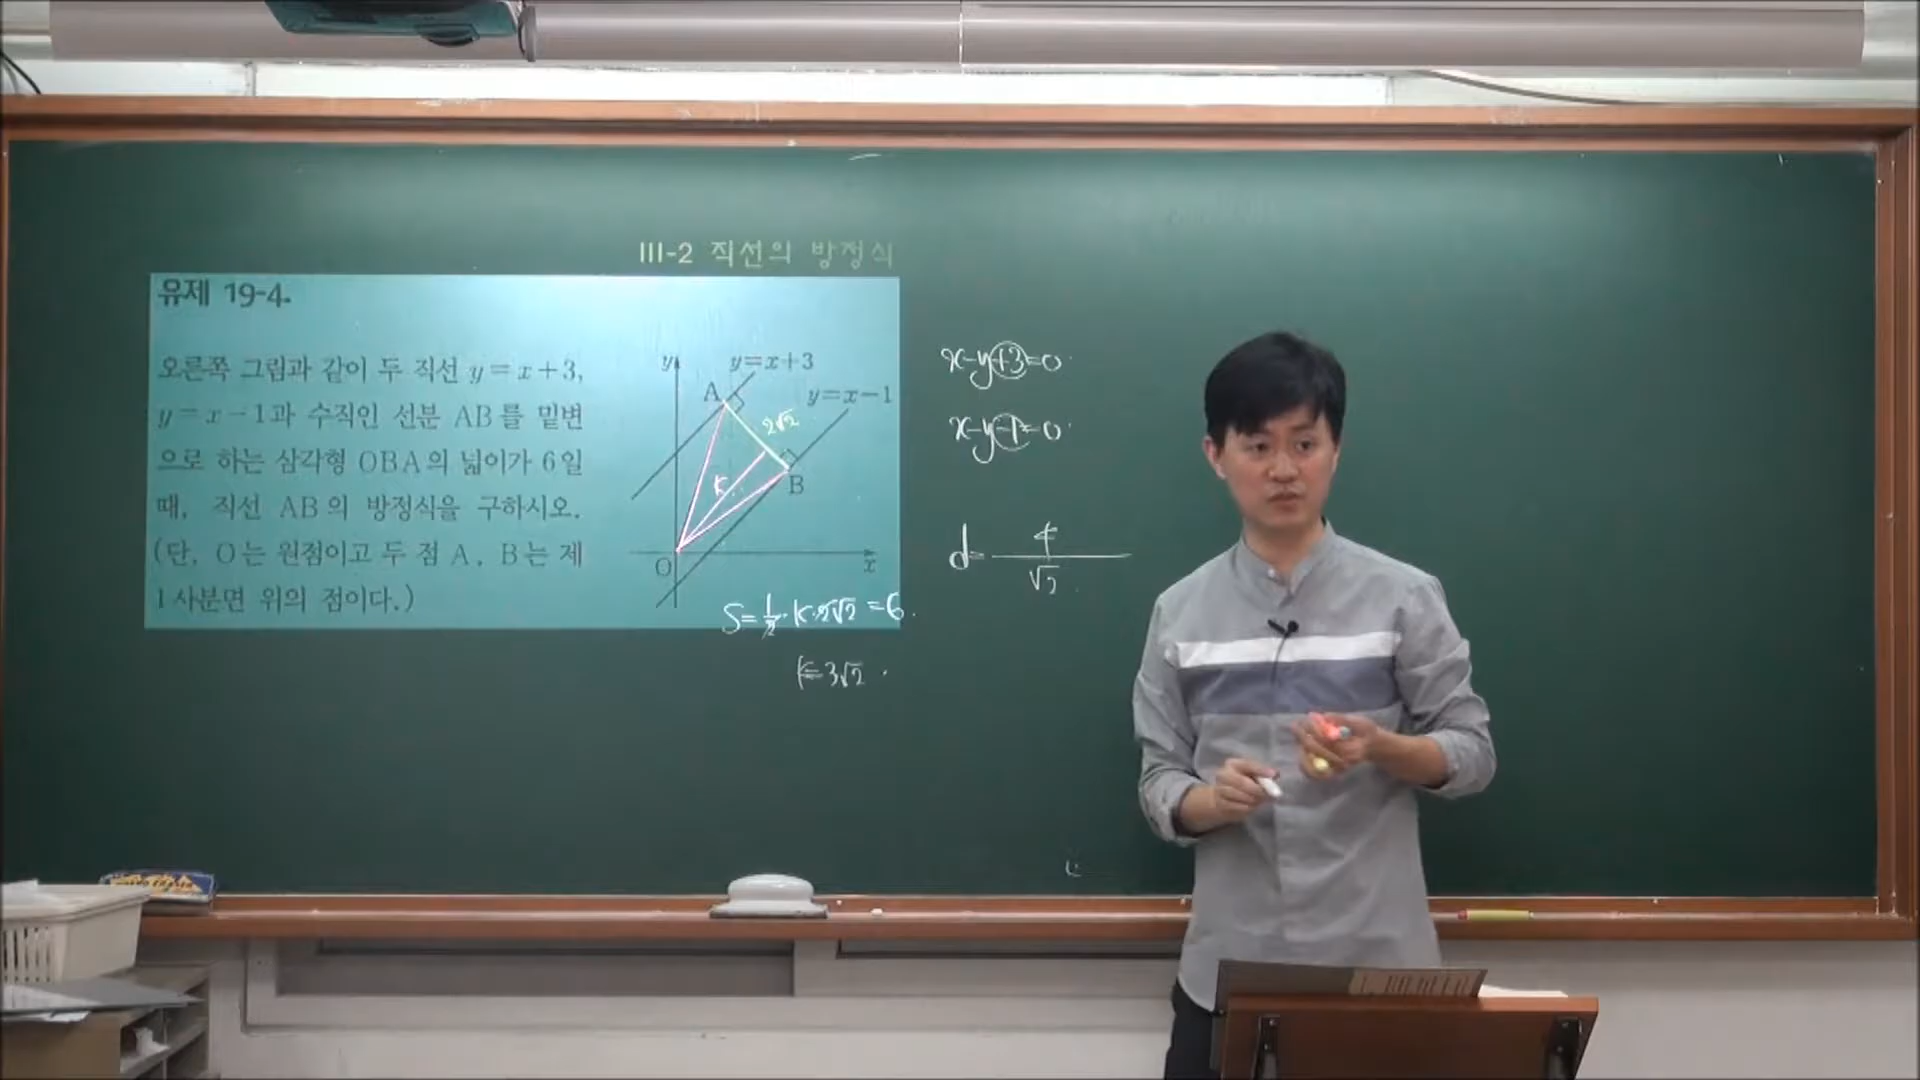 III-2 직선의 방정식
유제 19-4.
오른쪽 그림과 같이 두 직선 y=x+3,
y=x-1과 수직인 선분 AB를 밑변
으로 하는 삼각형 OBA의 넓이가 6일
때, 직선 AB의 방정식을 구하시오.
(단, O는 원점이고 두 점 A, B는 제
1사분면 위의 점이다.)
y
y=x+3
A
y=x-1
2√2
K
B
O
x
S=1/2·K·2√2=6.
K=3√2
x-y+3=0
x-y-1=0
d=4/√2